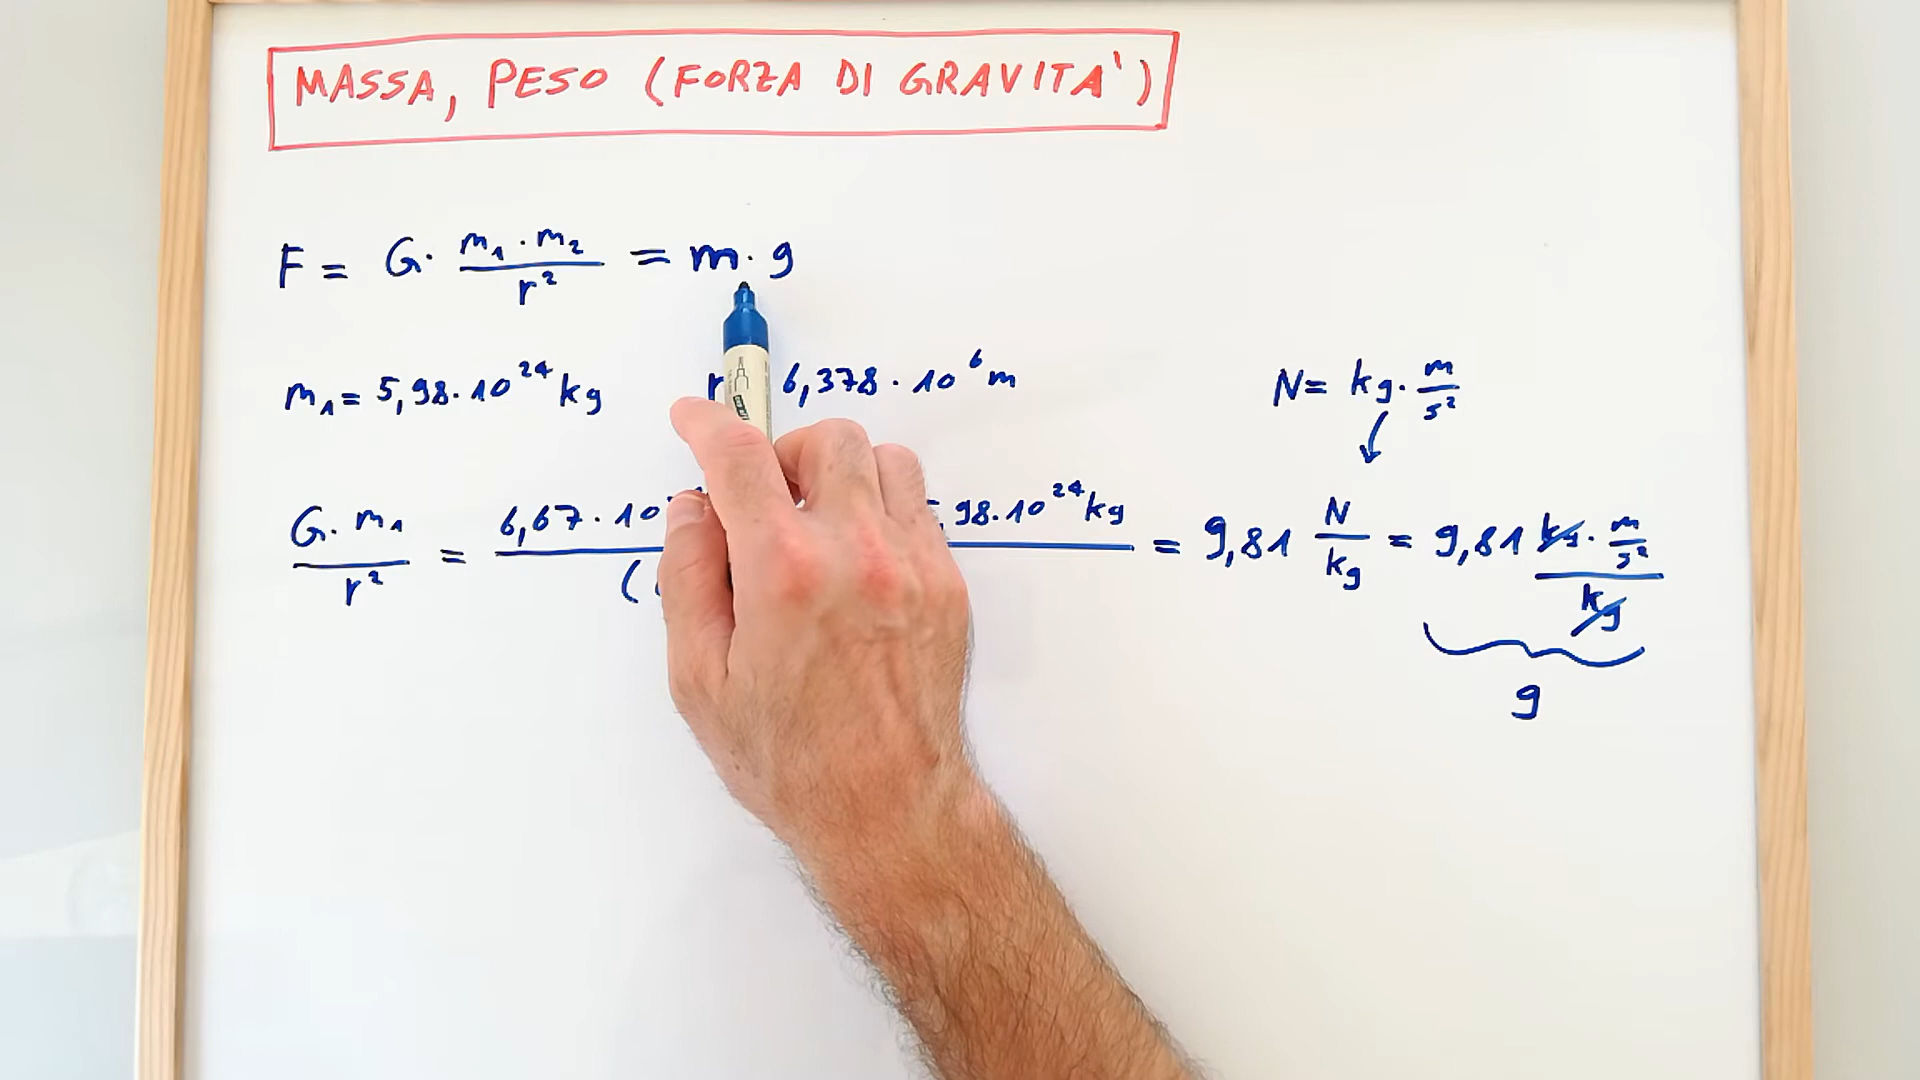 MASSA, PESO (FORZA DI GRAVITA')
F = G · m₁ · m₂ / r² = m · g
m₁ = 5,98 · 10²⁴ kg r 6,378 · 10⁶ m N = kg · m / s²
G · m₁ / r² = 6,67 · 10 98 · 10²⁴ kg / ( = 9,81 N / kg = 9,81 kg · m / s² / kg
g